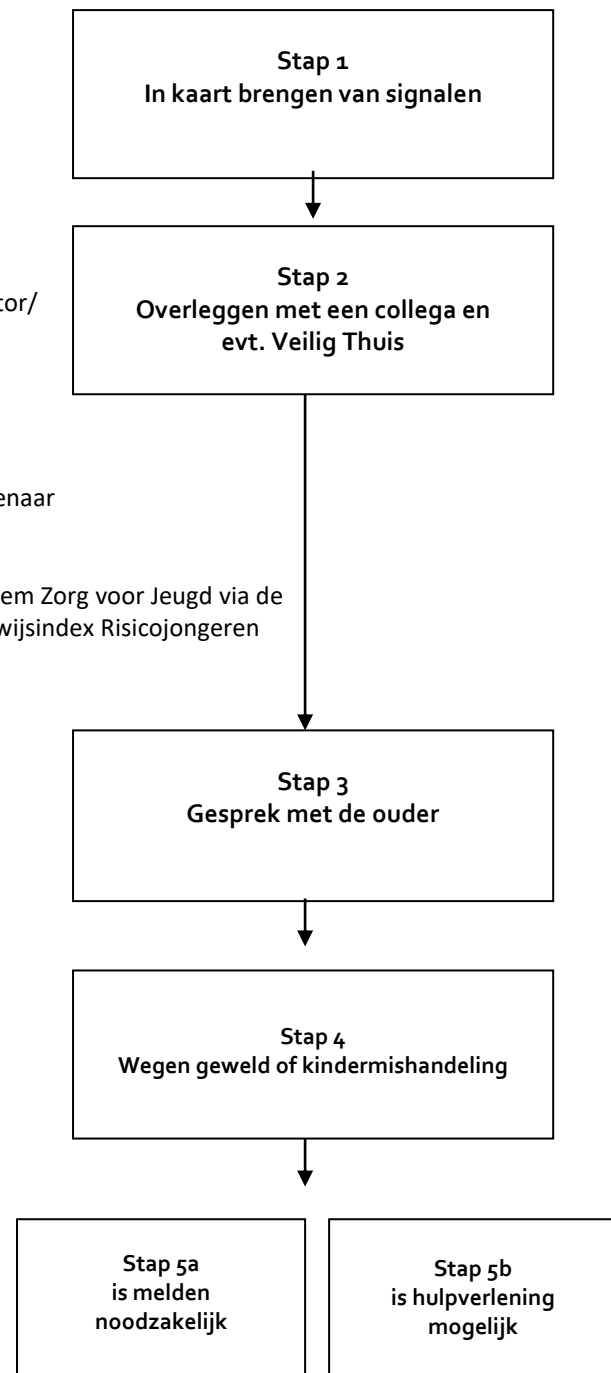 Stap 1
In kaart brengen van signalen
Stap 2
Overleggen met een collega en
evt. Veilig Thuis
tor/
enaar
em Zorg voor Jeugd via de
wijsindex Risicojongeren
Stap 3
Gesprek met de ouder
Stap 4
Wegen geweld of kindermishandeling
Stap 5a
is melden
noodzakelijk
Stap 5b
is hulpverlening
mogelijk